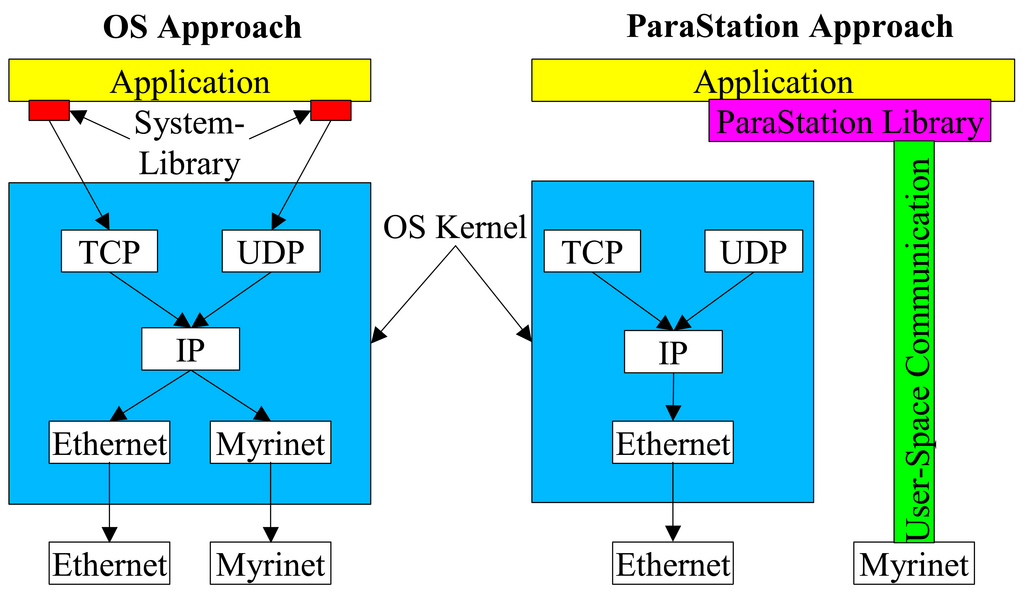 OS Approach
Application
System-
Library
TCP
UDP
IP
Ethernet
Myrinet
Ethernet
Myrinet
OS Kernel
ParaStation Approach
Application
ParaStation Library
TCP
UDP
IP
Ethernet
User-Space Communication
Ethernet
Myrinet